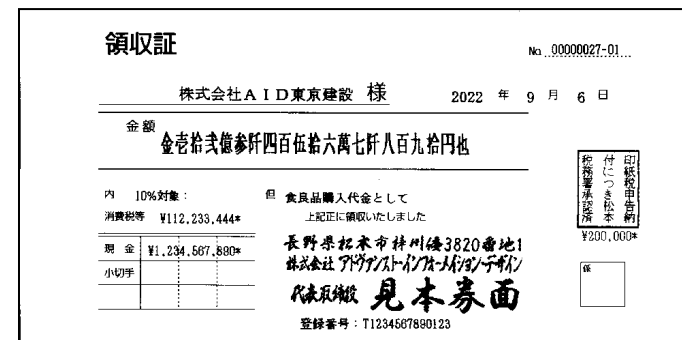 領収証
No. 00000027-01
株式会社AID東京建設 様
2022 年 9 月 6 日
金額
金壱拾弐億参阡四百伍拾六萬七阡八百九拾円也
内 10%対象:
消費税等 ¥112,233,444*
現金 ¥1,234,567,890*
小切手
但 食良品購入代金として
上記正に領収いたしました
長野県松本市梓川倭3820番地1
株式会社 アドヴァンスト・インフォーメイション・デザイン
代表取締役 見本券面
登録番号:T1234567890123
印紙税申告納
付につき松本
税務署承認済
¥200,000*
係